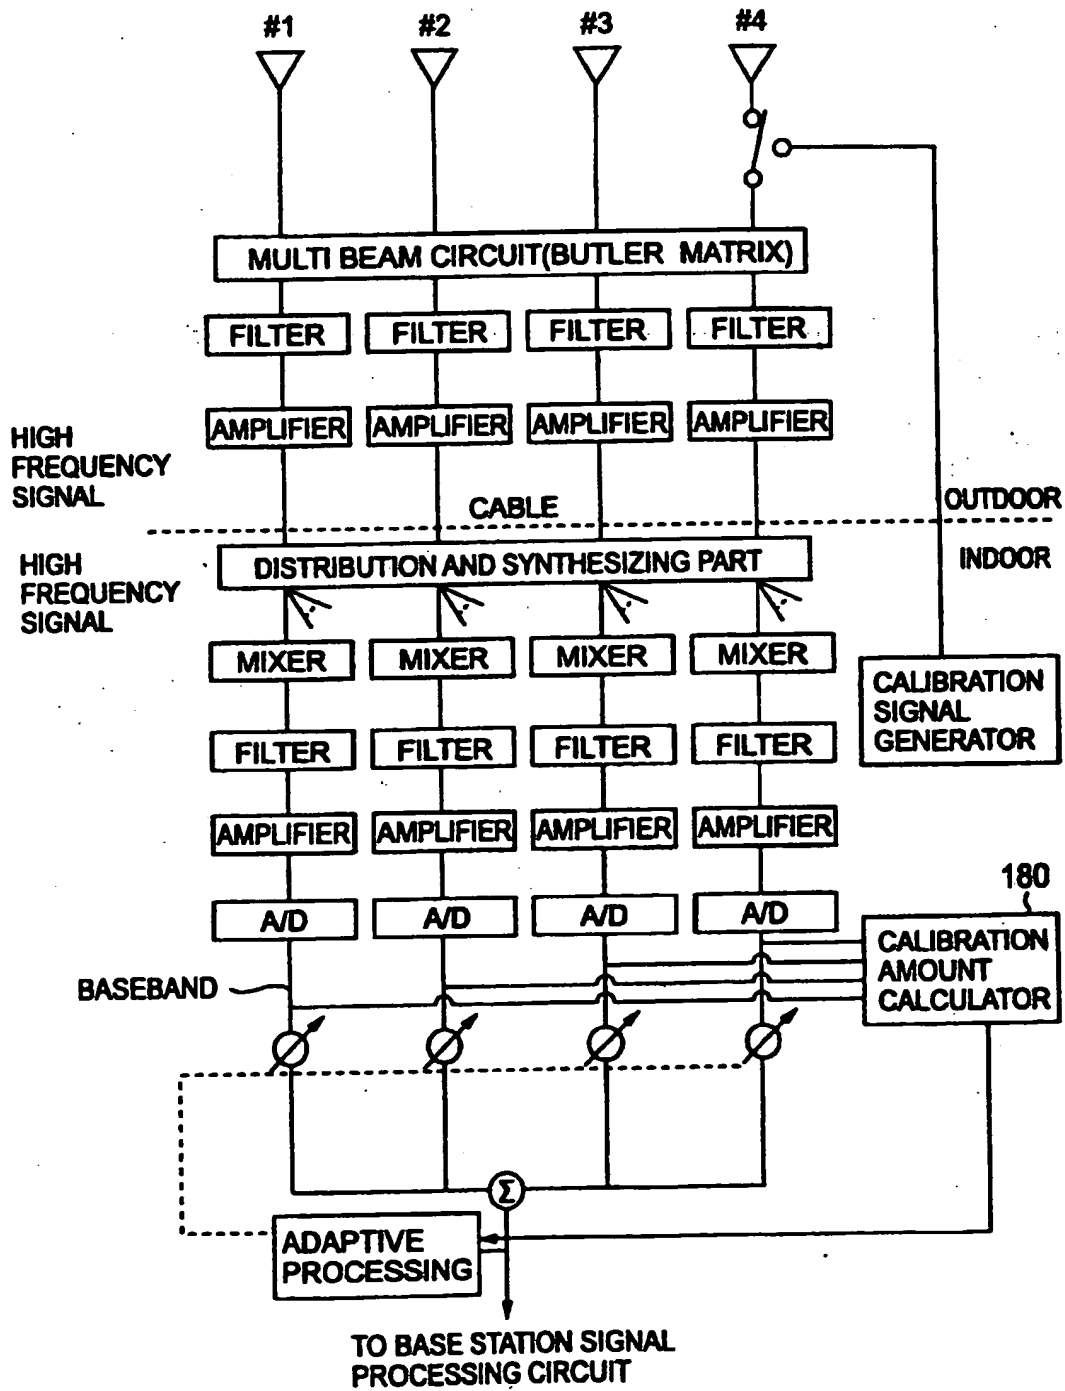 #1 #2 #3 #4
MULTI BEAM CIRCUIT(BUTLER MATRIX)
FILTER FILTER FILTER FILTER
AMPLIFIER AMPLIFIER AMPLIFIER AMPLIFIER
HIGH
FREQUENCY
SIGNAL
CABLE
OUTDOOR
INDOOR
HIGH
FREQUENCY
SIGNAL
DISTRIBUTION AND SYNTHESIZING PART
MIXER MIXER MIXER MIXER
CALIBRATION
SIGNAL
GENERATOR
FILTER FILTER FILTER FILTER
AMPLIFIER AMPLIFIER AMPLIFIER AMPLIFIER
180
A/D A/D A/D A/D
CALIBRATION
AMOUNT
CALCULATOR
BASEBAND
Σ
ADAPTIVE
PROCESSING
TO BASE STATION SIGNAL
PROCESSING CIRCUIT